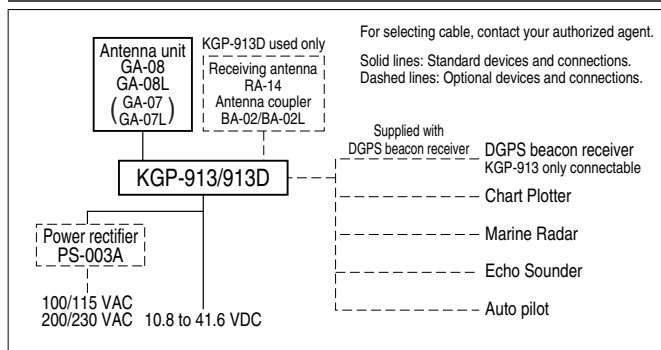 For selecting cable, contact your authorized agent.
Solid lines: Standard devices and connections.
Dashed lines: Optional devices and connections.
Antenna unit
GA-08
GA-08L
( GA-07
GA-07L )
KGP-913D used only
Receiving antenna
RA-14
Antenna coupler
BA-02/BA-02L
Supplied with
DGPS beacon receiver
DGPS beacon receiver
KGP-913 only connectable
KGP-913/913D
Chart Plotter
Marine Radar
Echo Sounder
Auto pilot
Power rectifier
PS-003A
100/115 VAC
200/230 VAC
10.8 to 41.6 VDC